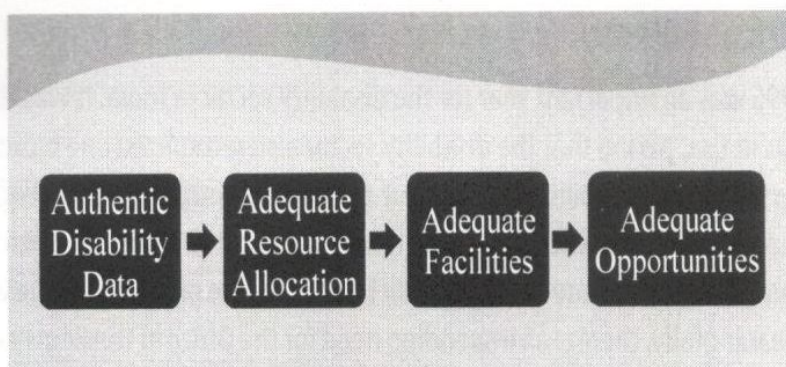 Authentic
Disability
Data
Adequate
Resource
Allocation
Adequate
Facilities
Adequate
Opportunities